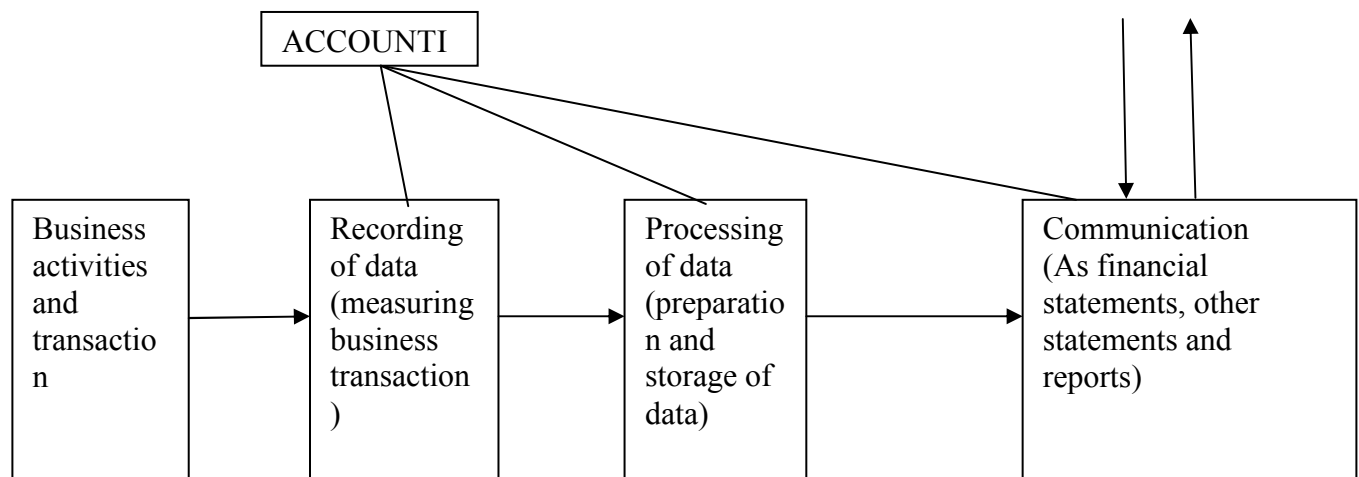 ACCOUNTI
Business
activities
and
transactio
n
Recording
of data
(measuring
business
transaction
)
Processing
of data
(preparatio
n and
storage of
data)
Communication
(As financial
statements, other
statements and
reports)